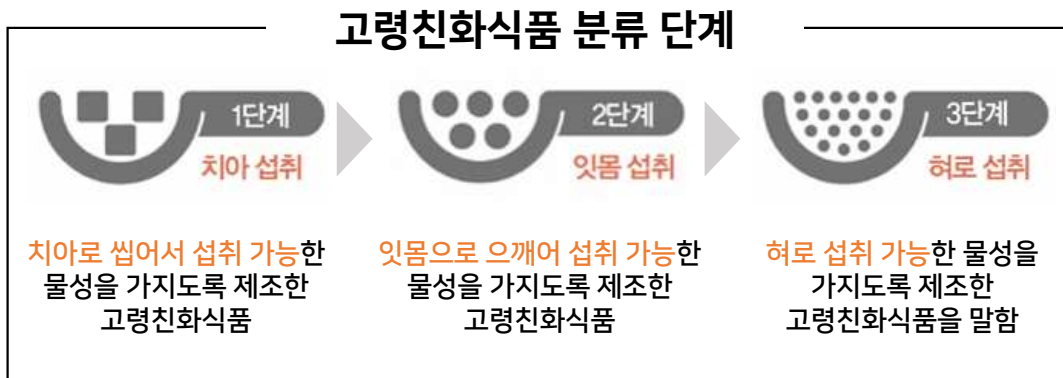 고령친화식품 분류 단계
1단계
치아 섭취
2단계
잇몸 섭취
3단계
혀로 섭취
치아로 씹어서 섭취 가능한
물성을 가지도록 제조한
고령친화식품
잇몸으로 으깨어 섭취 가능한
물성을 가지도록 제조한
고령친화식품
혀로 섭취 가능한 물성을
가지도록 제조한
고령친화식품을 말함